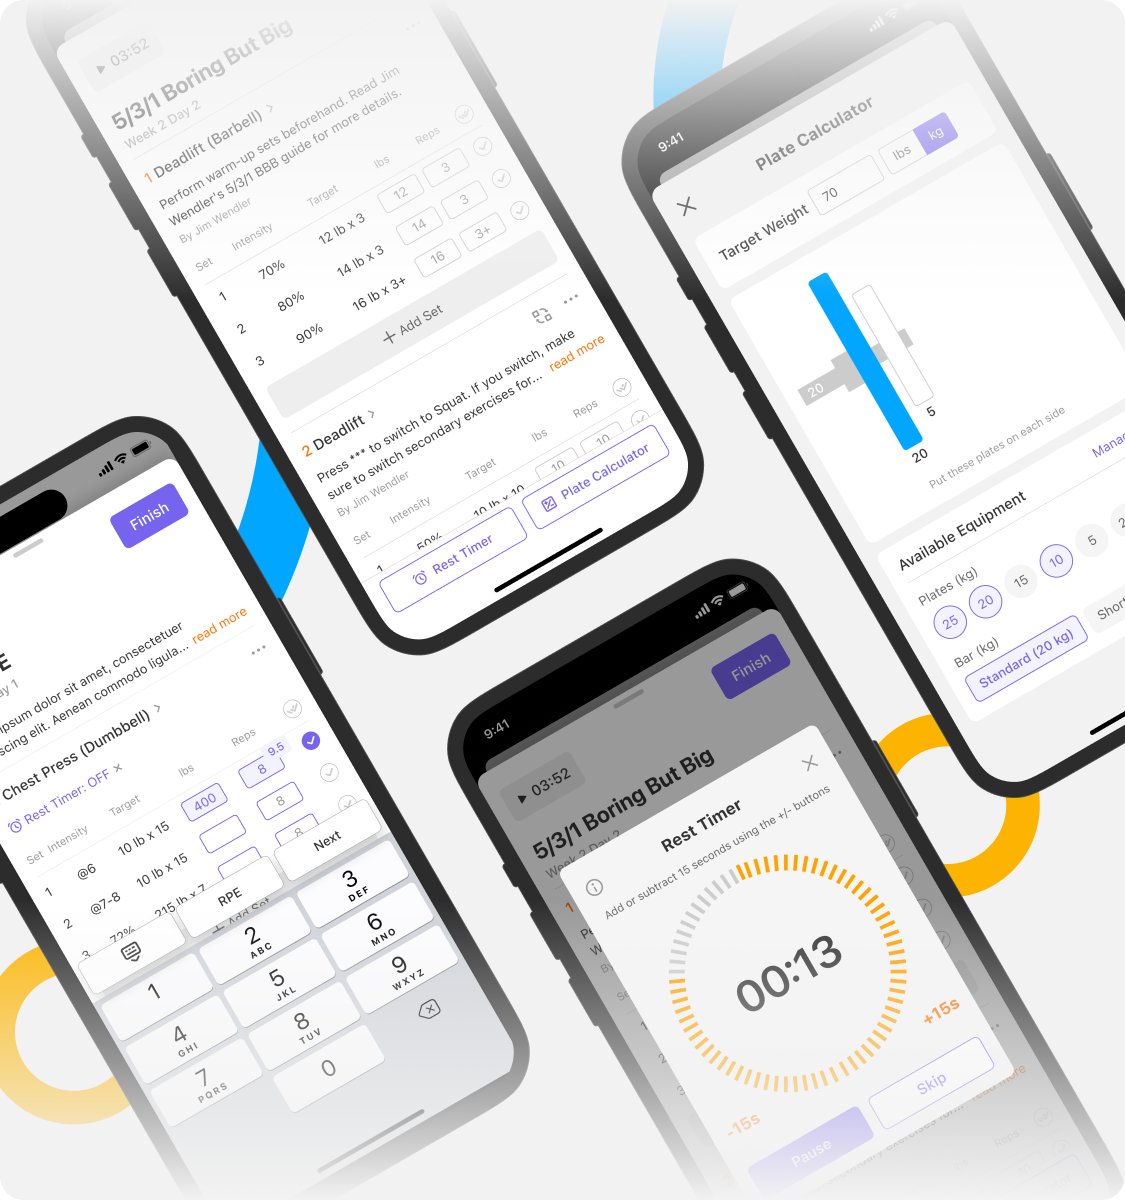 03:52
5/3/1 Boring But Big
Week 2 Day 2
1 Deadlift (Barbell)
Perform warm-up sets beforehand. Read Jim
Wendler's 5/3/1 BBB guide for more details.
By Jim Wendler
Set Intensity Target lbs Reps
1 70% 12 lb x 3 12 3
2 80% 14 lb x 3 14 3
3 90% 16 lb x 3+ 16 3+
+ Add Set
2 Deadlift
Press *** to switch to Squat. If you switch, make
sure to switch secondary exercises for... read more
By Jim Wendler
Set Intensity Target lbs Reps
1 50% 10 lb x 10 10 10
Rest Timer
Plate Calculator
9:41
Plate Calculator
Target Weight 70 lbs kg
20
20
5
Put these plates on each side
Available Equipment
Plates (kg)
25 20 15 10 5
Bar (kg)
Standard (20 kg) Short
Finish
ipsum dolor sit amet, consectetuer
scing elit. Aenean commodo ligula... read more
Chest Press (Dumbbell)
Rest Timer: OFF
Set Intensity Target lbs Reps
1 @6 10 lb x 15 400 8 9.5
2 @7-8 10 lb x 15 8
3 72% 215 lb x 7 8
+ Add Set
RPE
Next
1
2 ABC
3 DEF
4 GHI
5 JKL
6 MNO
7 PQRS
8 TUV
9 WXYZ
0
9:41
Finish
03:52
5/3/1 Boring But Big
Week 2 Day 2
1
Rest Timer
Add or subtract 15 seconds using the +/- buttons
00:13
-15s
+15s
Pause
Skip
read more
Reps